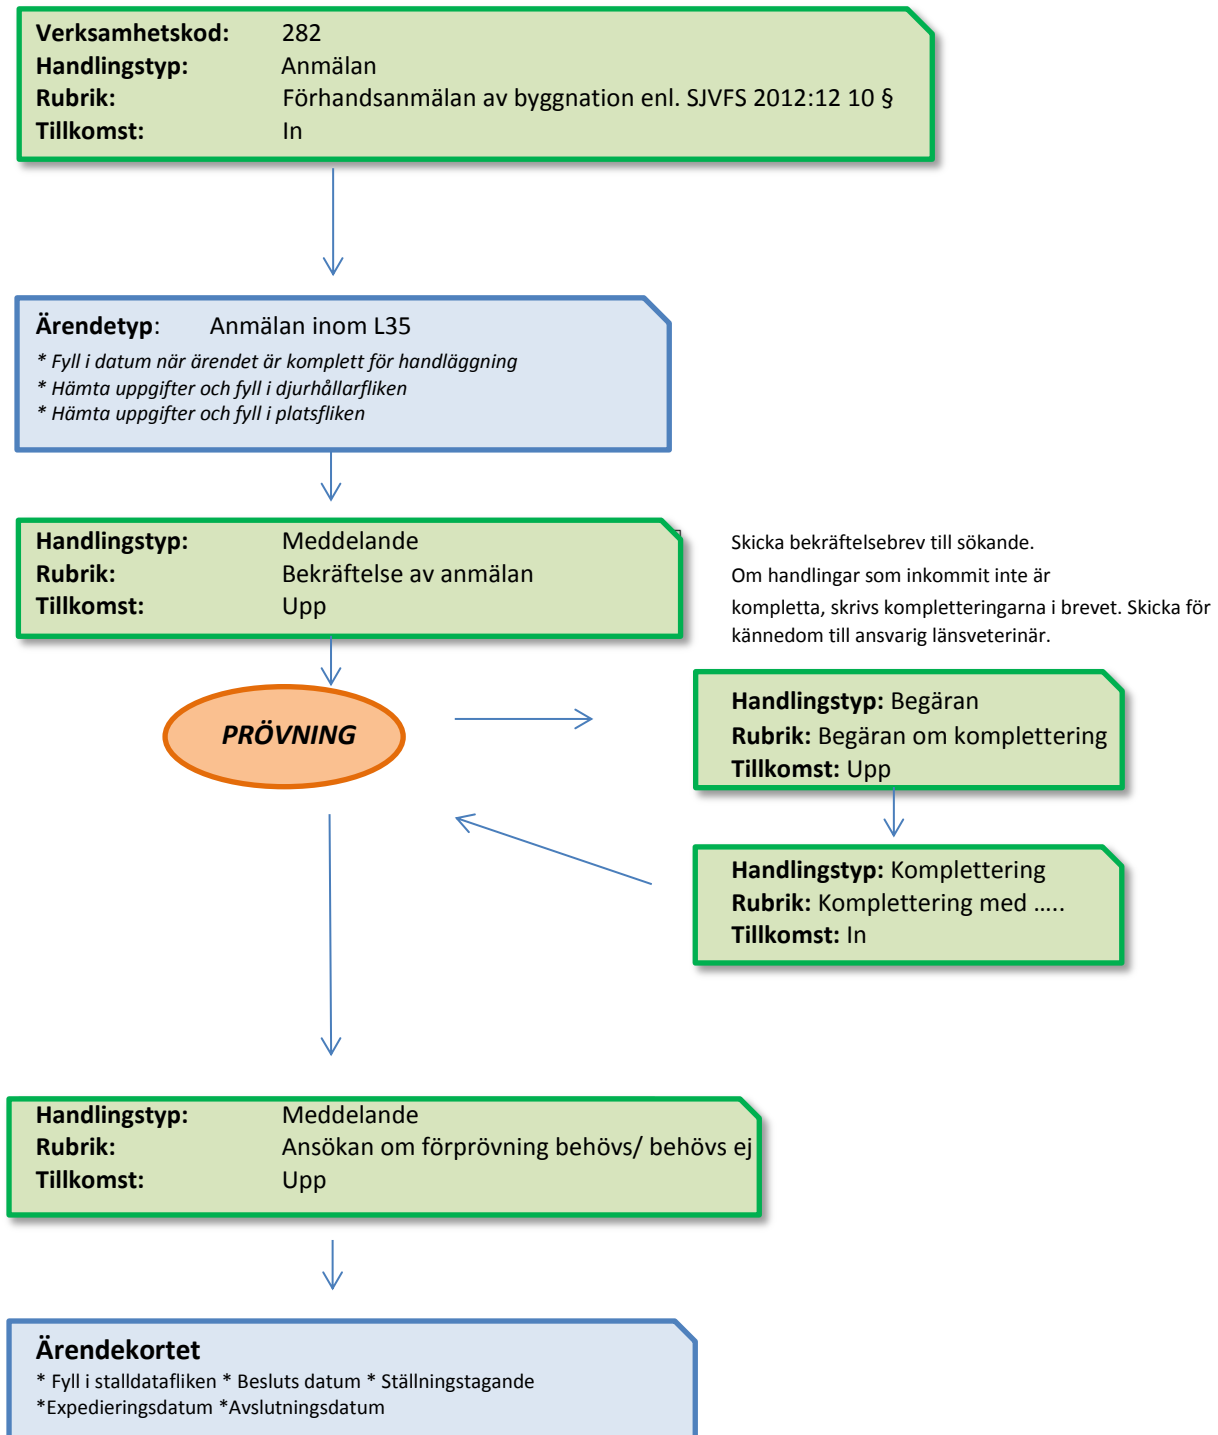 Verksamhetskod: 282
Handlingstyp: Anmälan
Rubrik: Förhandsanmälan av byggnation enl. SJVFS 2012:12 10 §
Tillkomst: In
Ärendetyp: Anmälan inom L35
* Fyll i datum när ärendet är komplett för handläggning
* Hämta uppgifter och fyll i djurhållarfliken
* Hämta uppgifter och fyll i platsfliken
Handlingstyp: Meddelande
Rubrik: Bekräftelse av anmälan
Tillkomst: Upp
Skicka bekräftelsebrev till sökande.
Om handlingar som inkommit inte är
kompletta, skrivs kompletteringarna i brevet. Skicka för
kännedom till ansvarig länsveterinär.
PRÖVNING
Handlingstyp: Begäran
Rubrik: Begäran om komplettering
Tillkomst: Upp
Handlingstyp: Komplettering
Rubrik: Komplettering med …..
Tillkomst: In
Handlingstyp: Meddelande
Rubrik: Ansökan om förprövning behövs/ behövs ej
Tillkomst: Upp
Ärendekortet
* Fyll i stalldatafliken * Besluts datum * Ställningstagande
*Expedieringsdatum *Avslutningsdatum